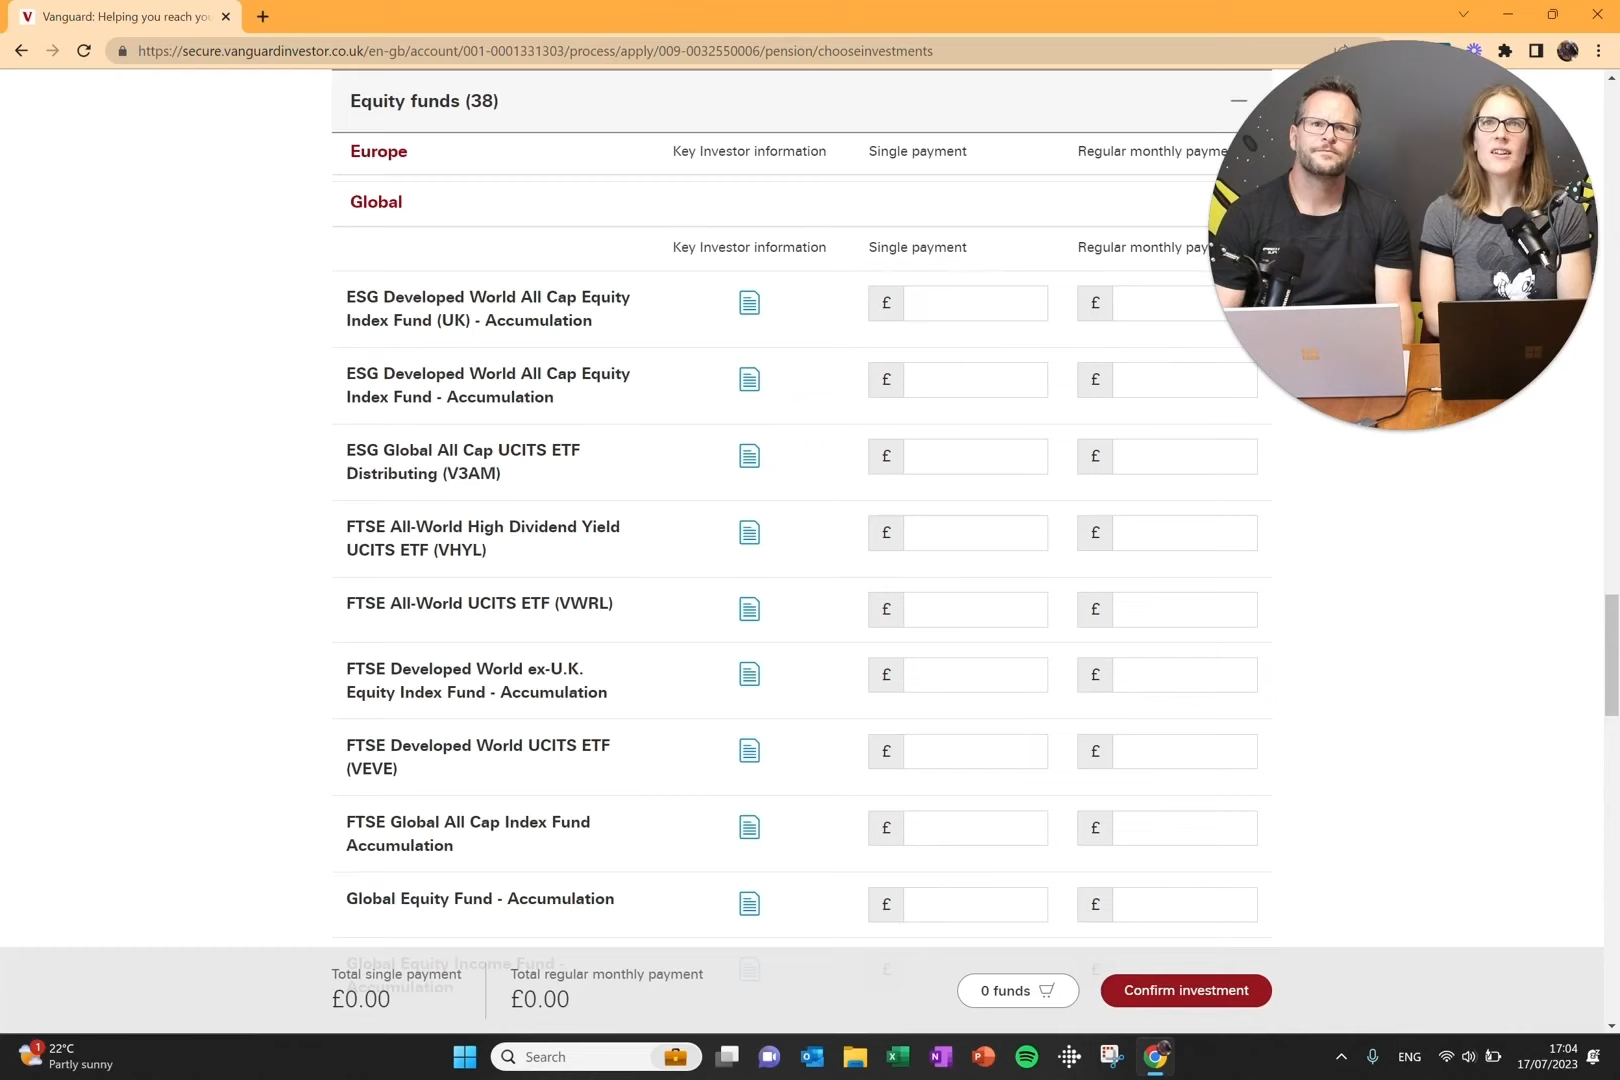 Vanguard: Helping you reach yo
https://secure.vanguardinvestor.co.uk/en-gb/account/001-0001331303/process/apply/009-0032550006/pension/chooseinvestments
Equity funds (38)
Europe Key Investor information Single payment Regular monthly payme
Global
Key Investor information Single payment Regular monthly pay
ESG Developed World All Cap Equity
Index Fund (UK) - Accumulation
£ £
ESG Developed World All Cap Equity
Index Fund - Accumulation
£ £
ESG Global All Cap UCITS ETF
Distributing (V3AM)
£ £
FTSE All-World High Dividend Yield
UCITS ETF (VHYL)
£ £
FTSE All-World UCITS ETF (VWRL)
£ £
FTSE Developed World ex-U.K.
Equity Index Fund - Accumulation
£ £
FTSE Developed World UCITS ETF
(VEVE)
£ £
FTSE Global All Cap Index Fund
Accumulation
£ £
Global Equity Fund - Accumulation
£ £
Global Equity Income Fund -
Accumulation
£ £
Total single payment Total regular monthly payment
£0.00 £0.00
0 funds Confirm investment
1
22°C
Partly sunny
Search
ENG
17:04
17/07/2023